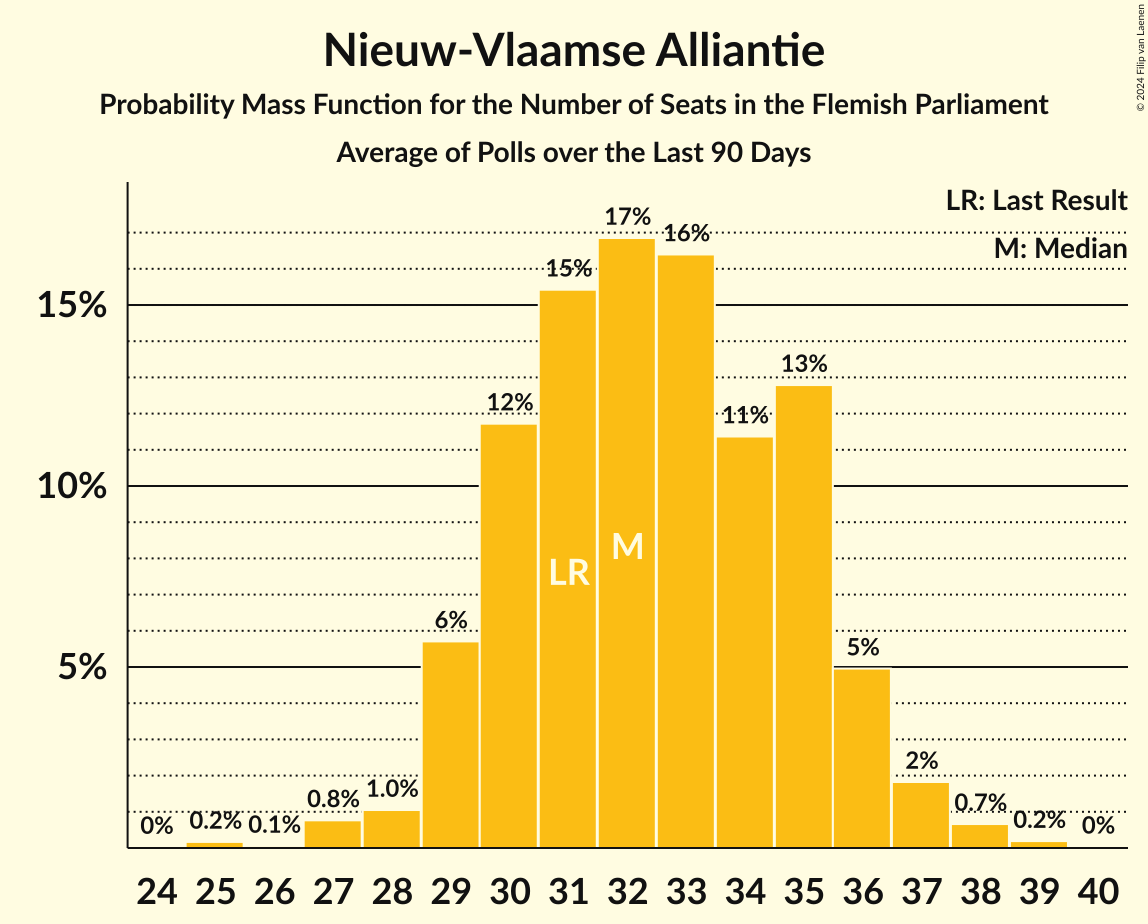 Nieuw-Vlaamse Alliantie
Probability Mass Function for the Number of Seats in the Flemish Parliament
Average of Polls over the Last 90 Days
© 2024 Filip van Laenen
LR: Last Result
M: Median
15%
10%
5%
0%
0.2%
0.1%
0.8%
1.0%
6%
12%
15%
17%
16%
11%
13%
5%
2%
0.7%
0.2%
0%
LR
M
24 25 26 27 28 29 30 31 32 33 34 35 36 37 38 39 40